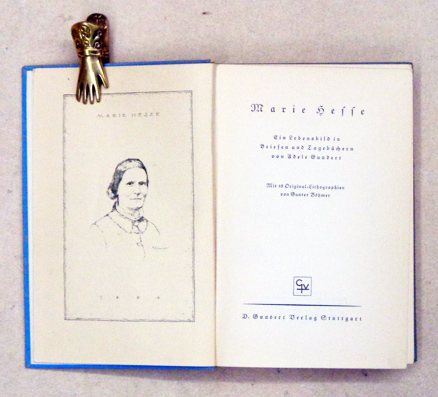 MARIE HESSE
Marie Hesse
Ein Lebensbild in
Briefen und Tagebüchern
von Adele Gundert
Mit 18 Original-Lithographien
von Gunter Böhmer
D. Gundert Verlag Stuttgart